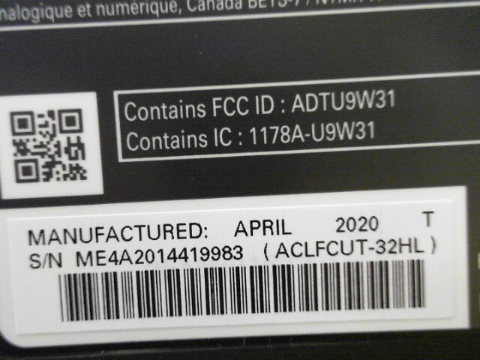 nalogique et numérique, Canada
Contains FCC ID : ADTU9W31
Contains IC : 1178A-U9W31
MANUFACTURED: APRIL 2020 T
S/N ME4A2014419983 ( ACLFCUT-32HL )